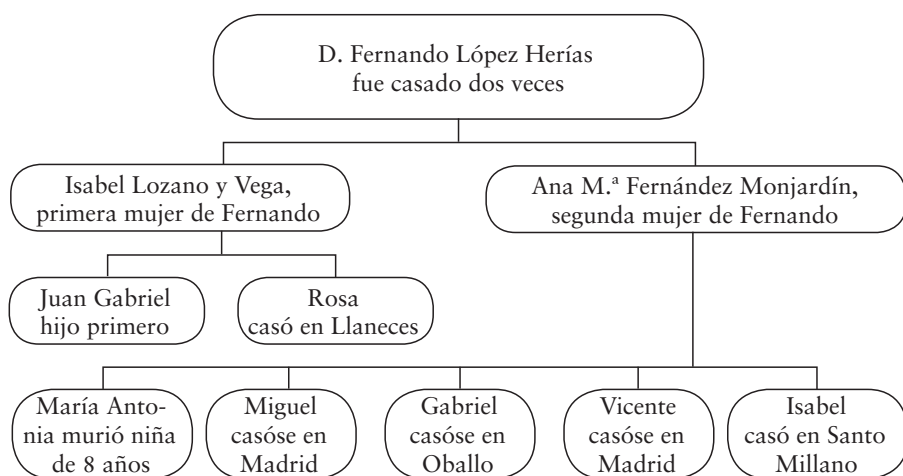 D. Fernando López Herías
fue casado dos veces
Isabel Lozano y Vega,
primera mujer de Fernando
Ana M.ª Fernández Monjardín,
segunda mujer de Fernando
Juan Gabriel
hijo primero
Rosa
casó en Llaneces
María Anto-
nia murió niña
de 8 años
Miguel
casóse en
Madrid
Gabriel
casóse en
Oballo
Vicente
casóse en
Madrid
Isabel
casó en Santo
Millano